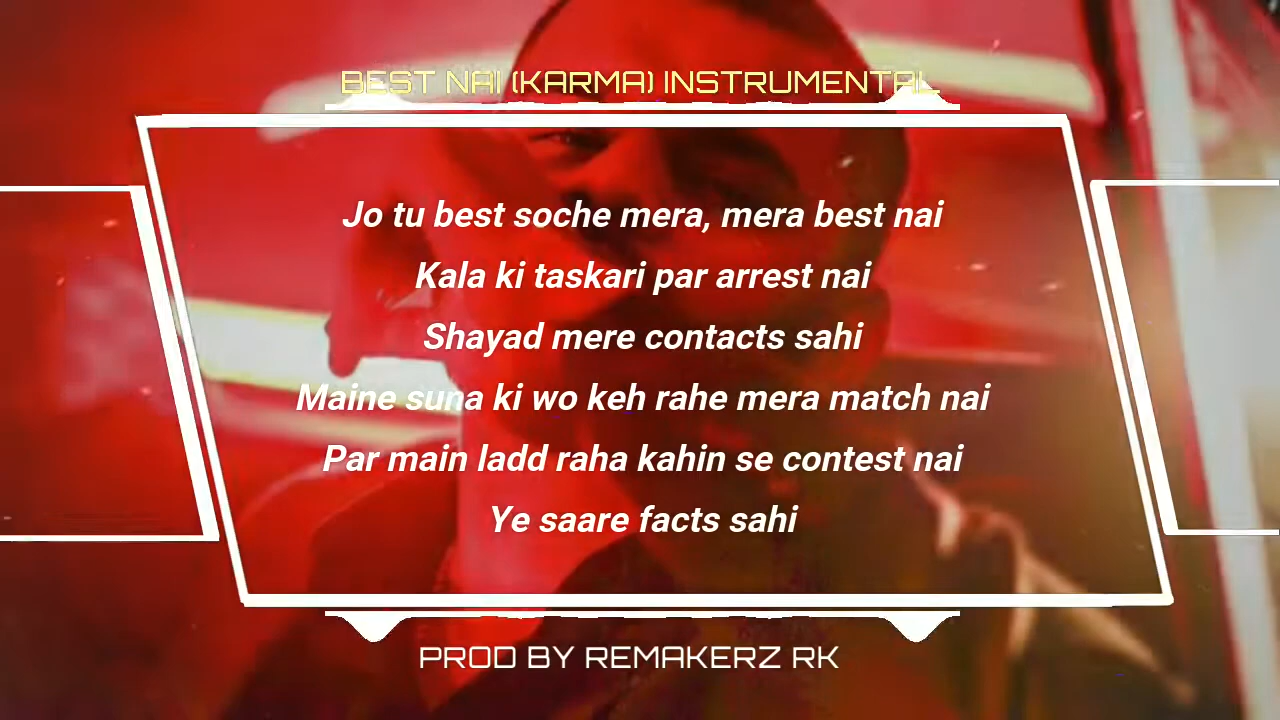 BEST NAI (KARMA) INSTRUMENTAL
Jo tu best soche mera, mera best nai
Kala ki taskari par arrest nai
Shayad mere contacts sahi
Maine suna ki wo keh rahe mera match nai
Par main ladd raha kahin se contest nai
Ye saare facts sahi
PROD BY REMAKERZ RK